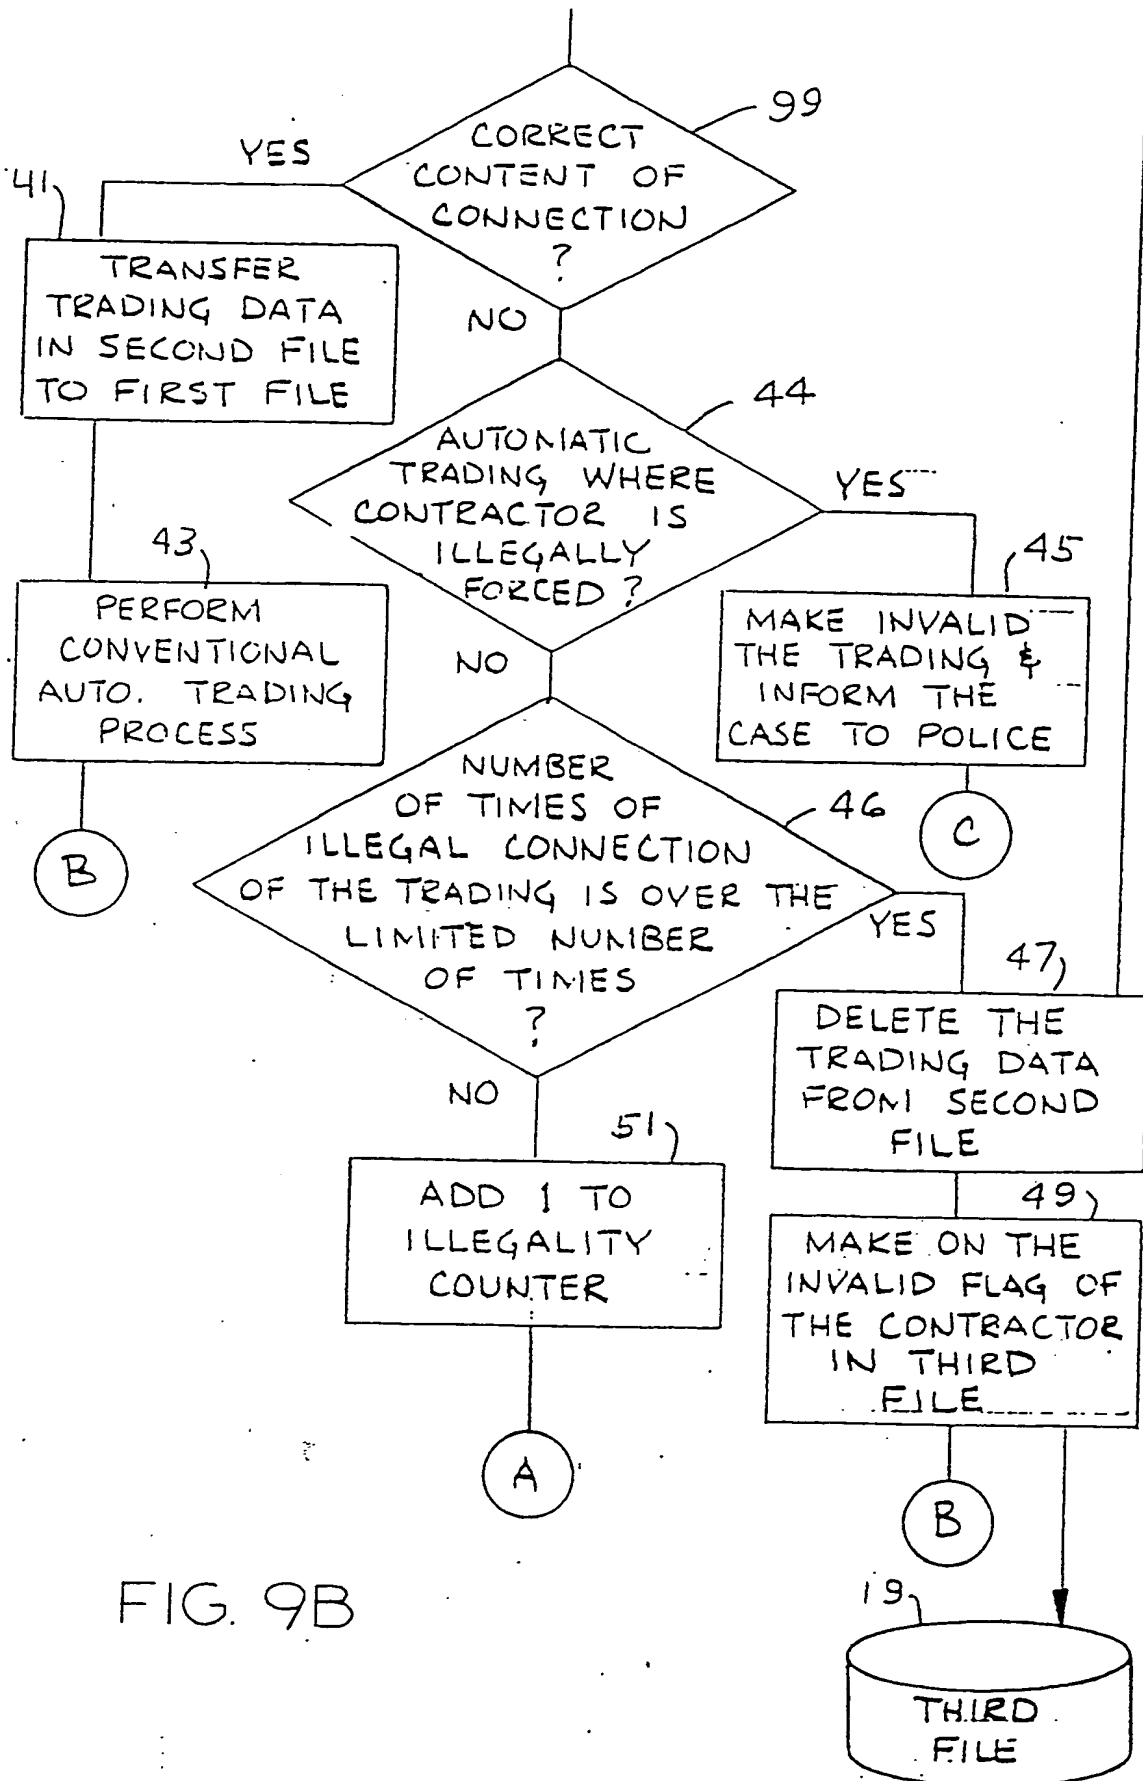 99
CORRECT
CONTENT OF
CONNECTION
?
YES
NO
41
TRANSFER
TRADING DATA
IN SECOND FILE
TO FIRST FILE
44
AUTOMATIC
TRADING WHERE
CONTRACTOR IS
ILLEGALLY
FORCED ?
YES
NO
43
PERFORM
CONVENTIONAL
AUTO. TRADING
PROCESS
B
45
MAKE INVALID
THE TRADING &
INFORM THE
CASE TO POLICE
C
46
NUMBER
OF TIMES OF
ILLEGAL CONNECTION
OF THE TRADING IS OVER THE
LIMITED NUMBER
OF TIMES
?
YES
NO
47
DELETE THE
TRADING DATA
FROM SECOND
FILE
51
ADD 1 TO
ILLEGALITY
COUNTER
A
49
MAKE ON THE
INVALID FLAG OF
THE CONTRACTOR
IN THIRD
FILE
B
19
THIRD
FILE
FIG. 9B